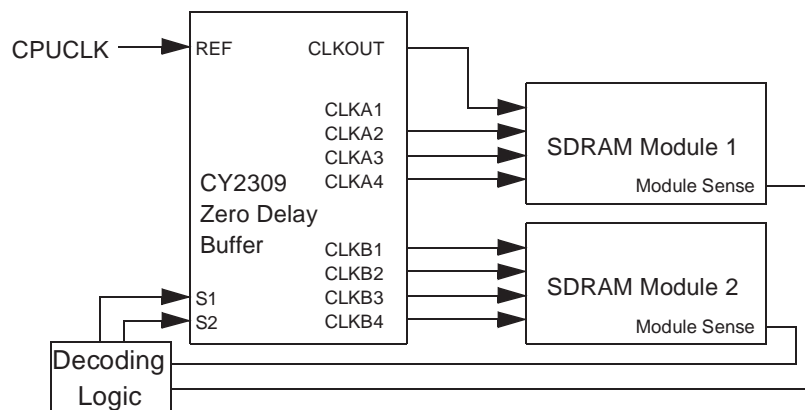 CPUCLK
REF
CLKOUT
CLKA1
CLKA2
CLKA3
CLKA4
CY2309
Zero Delay
Buffer
CLKB1
CLKB2
CLKB3
CLKB4
S1
S2
SDRAM Module 1
Module Sense
SDRAM Module 2
Module Sense
Decoding
Logic